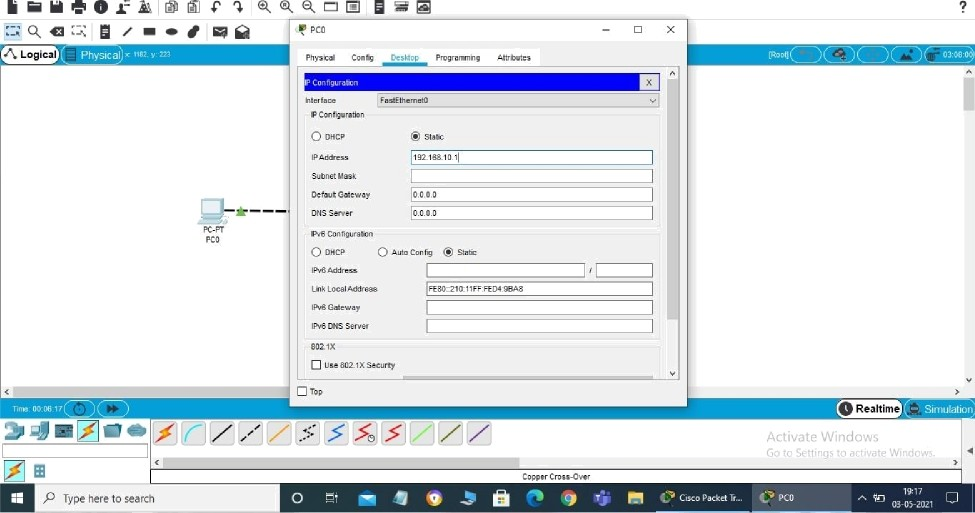 ?
Logical
Physical
x: 1182, y: 223
[Root]
03:06:00
PC0
Physical Config Desktop Programming Attributes
IP Configuration
X
Interface FastEthernet0
IP Configuration
DHCP Static
IP Address 192.168.10.1
Subnet Mask
Default Gateway 0.0.0.0
DNS Server 0.0.0.0
IPv6 Configuration
DHCP Auto Config Static
IPv6 Address /
Link Local Address FE80::210:11FF:FED4:9BA8
IPv6 Gateway
IPv6 DNS Server
802.1X
Use 802.1X Security
Top
PC-PT
PC0
Time: 00:06:17
Realtime
Simulation
Activate Windows
Go to Settings to activate Windows.
Copper Cross-Over
Type here to search
Cisco Packet Tr...
PC0
19:17
03-05-2021